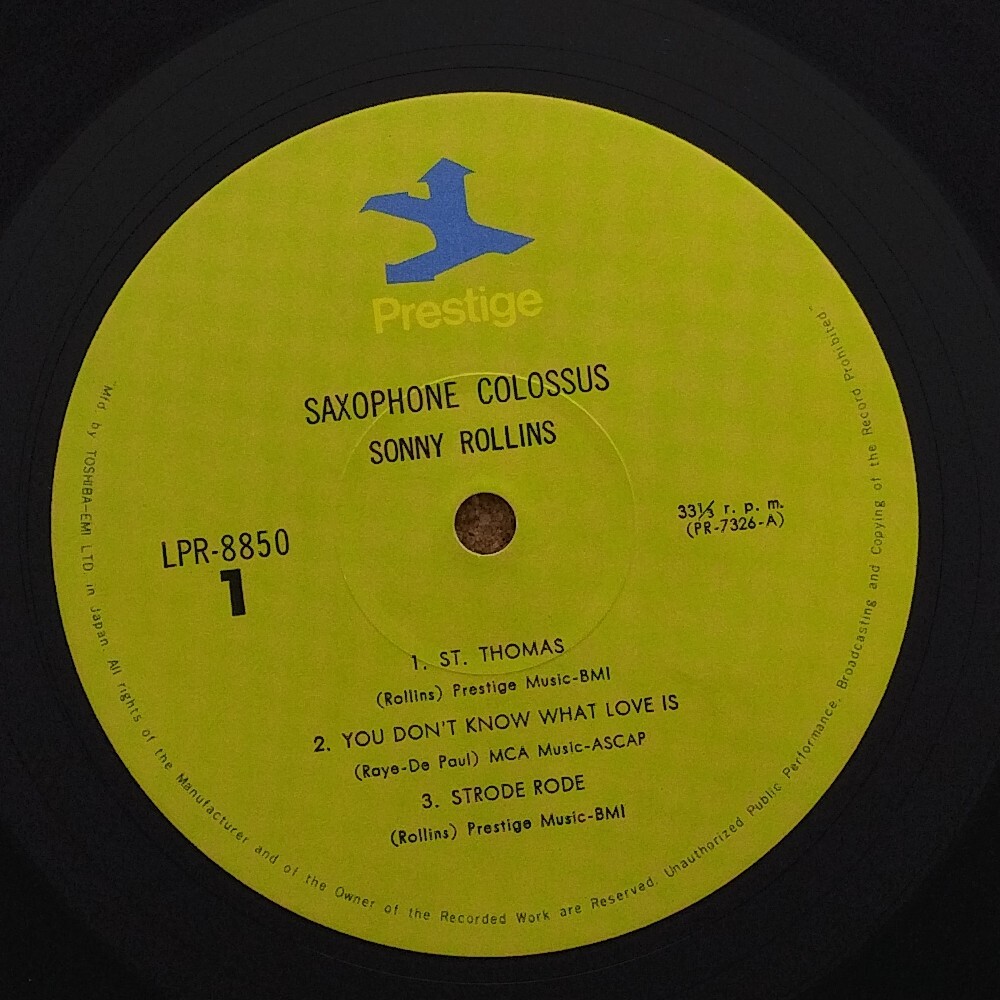 Prestige
SAXOPHONE COLOSSUS
SONNY ROLLINS
33⅓ r. p. m.
(PR-7326-A)
LPR-8850
1
1. ST. THOMAS
(Rollins) Prestige Music-BMI
2. YOU DON'T KNOW WHAT LOVE IS
(Raye-De Paul) MCA Music-ASCAP
3. STRODE RODE
(Rollins) Prestige Music-BMI
"Mfd by TOSHIBA-EMI LTD. in Japan. All rights of the Manufacturer and of the Owner of the Recorded Work are Reserved. Unauthorized Public Performance, Broadcasting and Copying of the Record Prohibited"